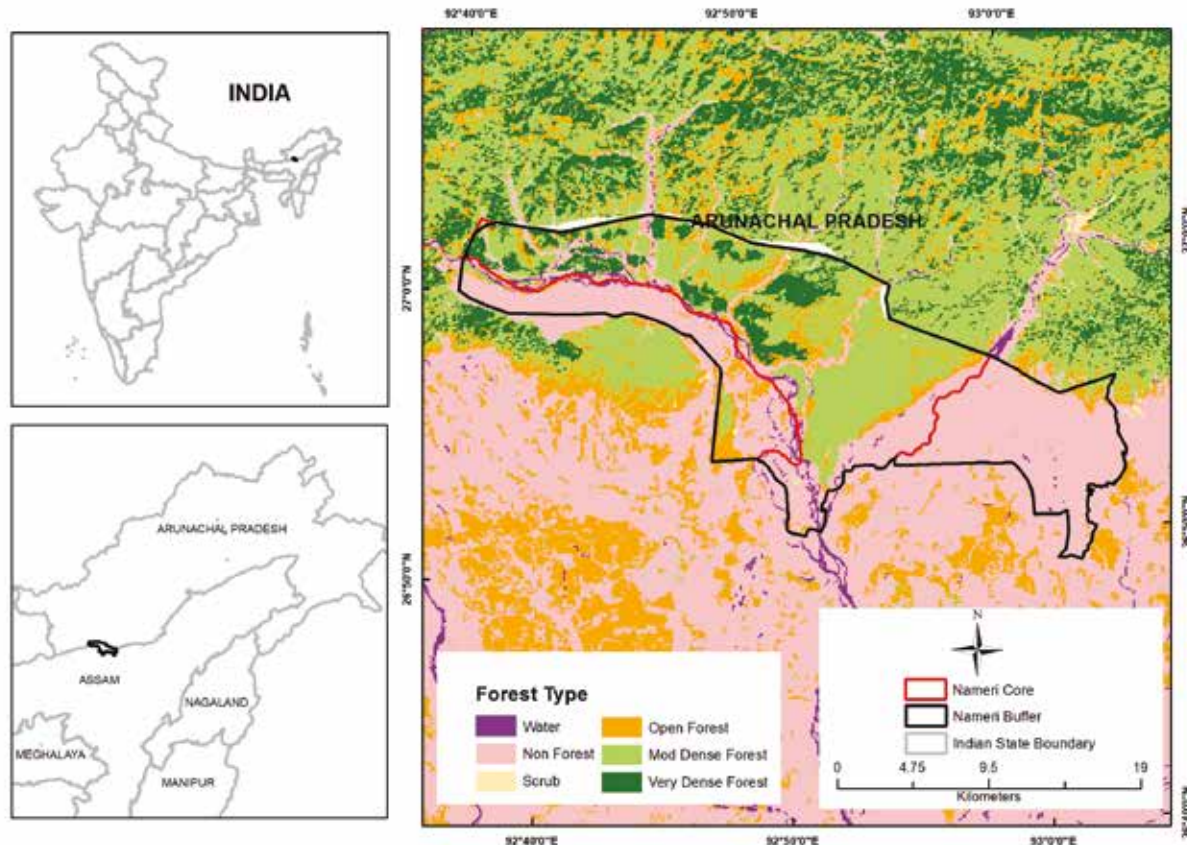 INDIA
ARUNACHAL PRADESH
ASSAM
NAGALAND
MEGHALAYA
MANIPUR
92°40'0"E 92°50'0"E 93°0'0"E
ARUNACHAL PRADESH
27°0'0"N
26°50'0"N
Forest Type
Water
Non Forest
Scrub
Open Forest
Mod Dense Forest
Very Dense Forest
N
Nameri Core
Nameri Buffer
Indian State Boundary
0 4.75 9.5 19
Kilometers
92°40'0"E 92°50'0"E 93°0'0"E